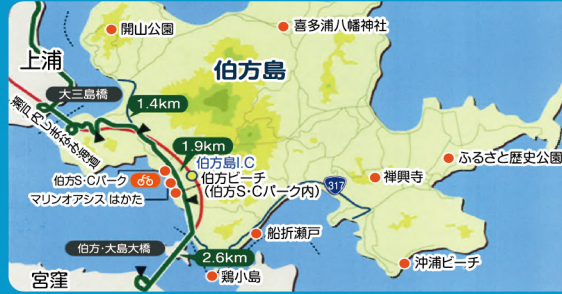 開山公園
喜多浦八幡神社
上浦
伯方島
大三島橋
1.4km
瀬戸内しまなみ海道
1.9km
伯方島I.C
ふるさと歴史公園
伯方S・Cパーク
伯方ビーチ
(伯方S・Cパーク内)
317
禅興寺
マリンオアシス はかた
船折瀬戸
伯方・大島大橋
2.6km
沖浦ビーチ
宮窪
鶏小島